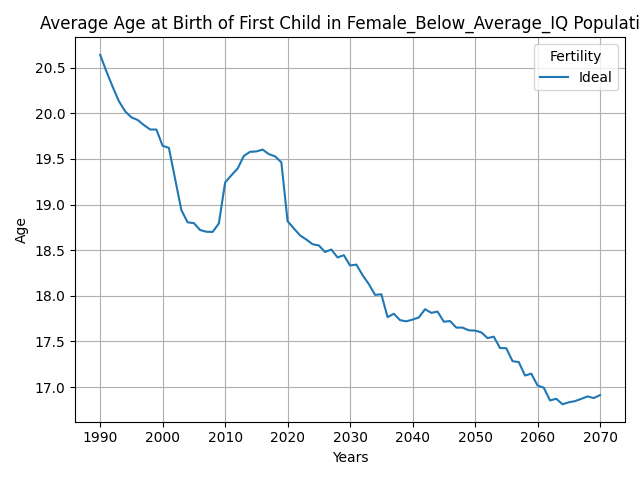 Average Age at Birth of First Child in Female_Below_Average_IQ Populati
Fertility
Ideal
Age
20.5
20.0
19.5
19.0
18.5
18.0
17.5
17.0
1990 2000 2010 2020 2030 2040 2050 2060 2070
Years